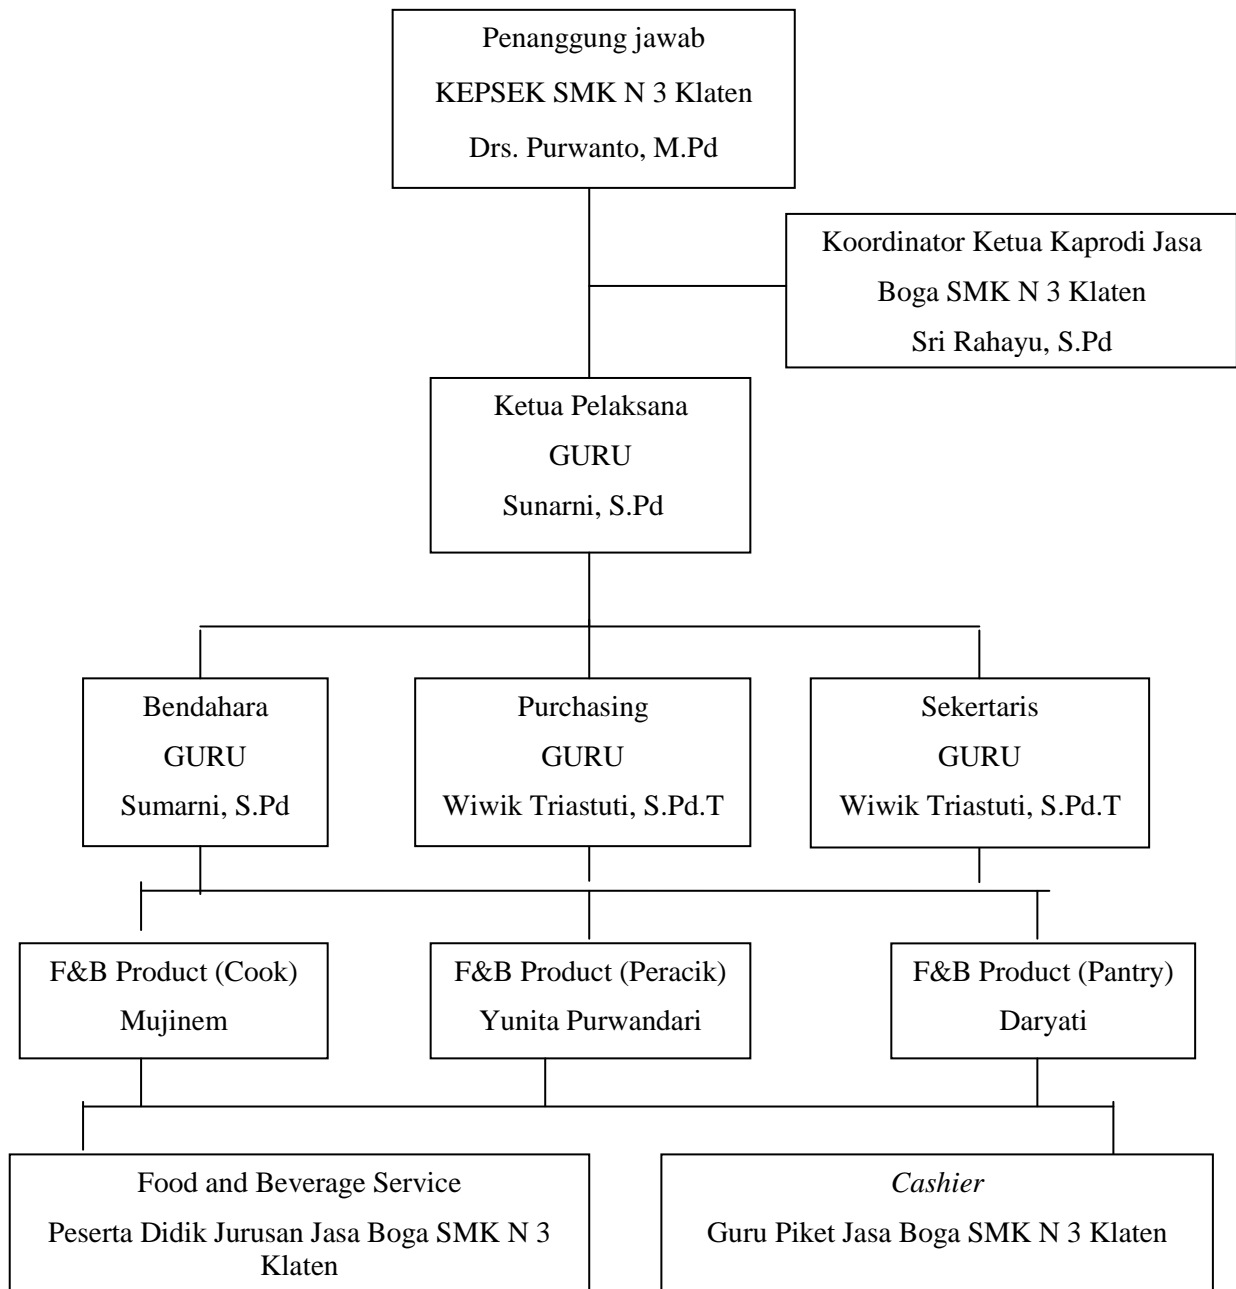 Penanggung jawab
KEPSEK SMK N 3 Klaten
Drs. Purwanto, M.Pd
Koordinator Ketua Kaprodi Jasa
Boga SMK N 3 Klaten
Sri Rahayu, S.Pd
Ketua Pelaksana
GURU
Sunarni, S.Pd
Bendahara
GURU
Sumarni, S.Pd
Purchasing
GURU
Wiwik Triastuti, S.Pd.T
Sekertaris
GURU
Wiwik Triastuti, S.Pd.T
F&B Product (Cook)
Mujinem
F&B Product (Peracik)
Yunita Purwandari
F&B Product (Pantry)
Daryati
Food and Beverage Service
Peserta Didik Jurusan Jasa Boga SMK N 3
Klaten
Cashier
Guru Piket Jasa Boga SMK N 3 Klaten